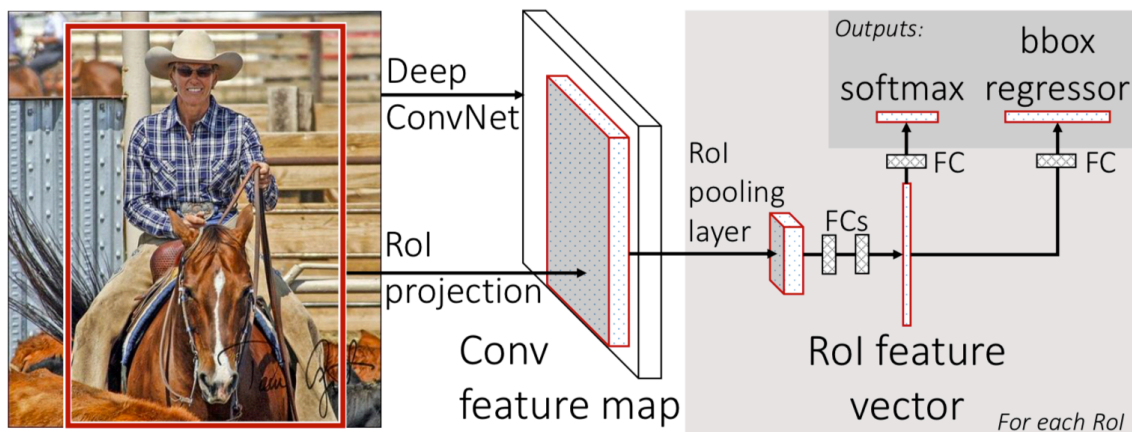 Deep
ConvNet
RoI
projection
Conv
feature map
RoI
pooling
layer
FCs
Outputs:
softmax
bbox
regressor
FC
FC
RoI feature
vector
For each RoI